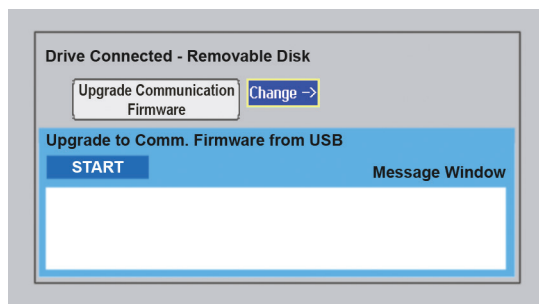 Drive Connected - Removable Disk
Upgrade Communication
Firmware
Change ->
Upgrade to Comm. Firmware from USB
START
Message Window